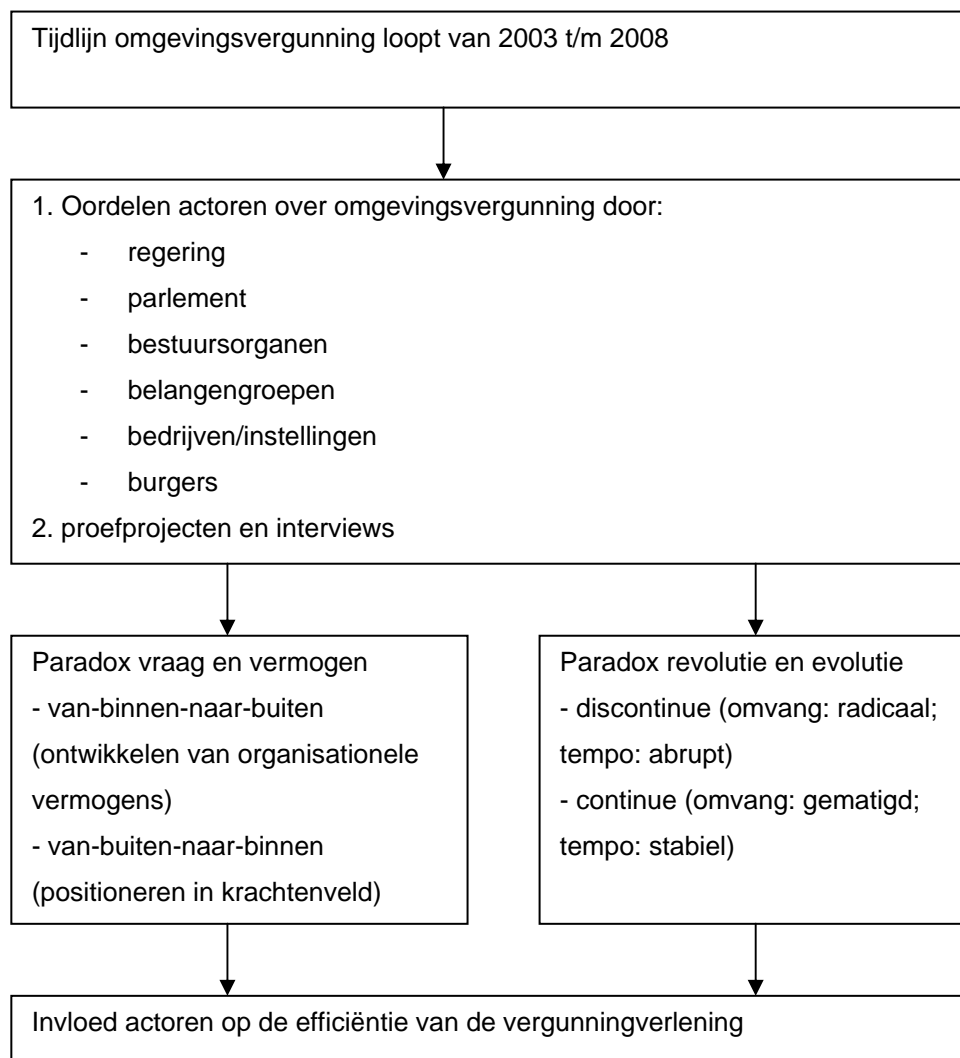 Tijdlijn omgevingsvergunning loopt van 2003 t/m 2008
1. Oordelen actoren over omgevingsvergunning door:
- regering
- parlement
- bestuursorganen
- belangengroepen
- bedrijven/instellingen
- burgers
2. proefprojecten en interviews
Paradox vraag en vermogen
- van-binnen-naar-buiten
(ontwikkelen van organisationele
vermogens)
- van-buiten-naar-binnen
(positioneren in krachtenveld)
Paradox revolutie en evolutie
- discontinue (omvang: radicaal;
tempo: abrupt)
- continue (omvang: gematigd;
tempo: stabiel)
Invloed actoren op de efficiëntie van de vergunningverlening